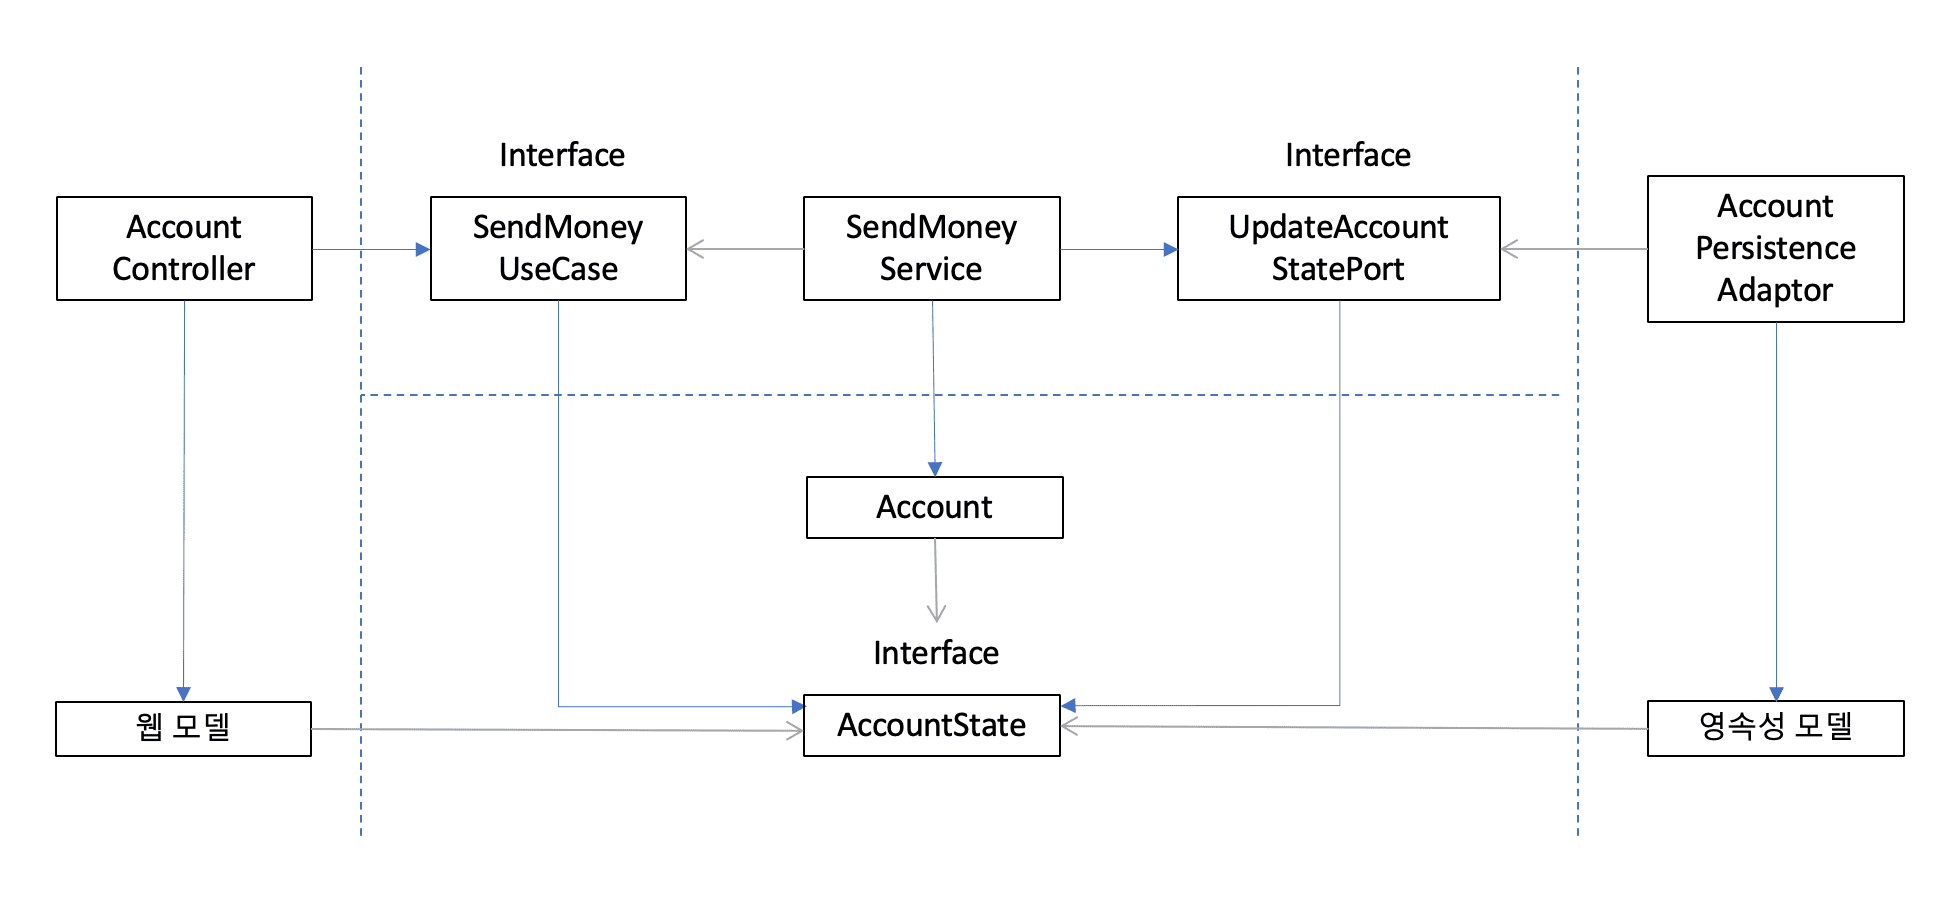 Interface
Interface
Account
Controller
SendMoney
UseCase
SendMoney
Service
UpdateAccount
StatePort
Account
Persistence
Adaptor
Account
Interface
웹 모델
AccountState
영속성 모델